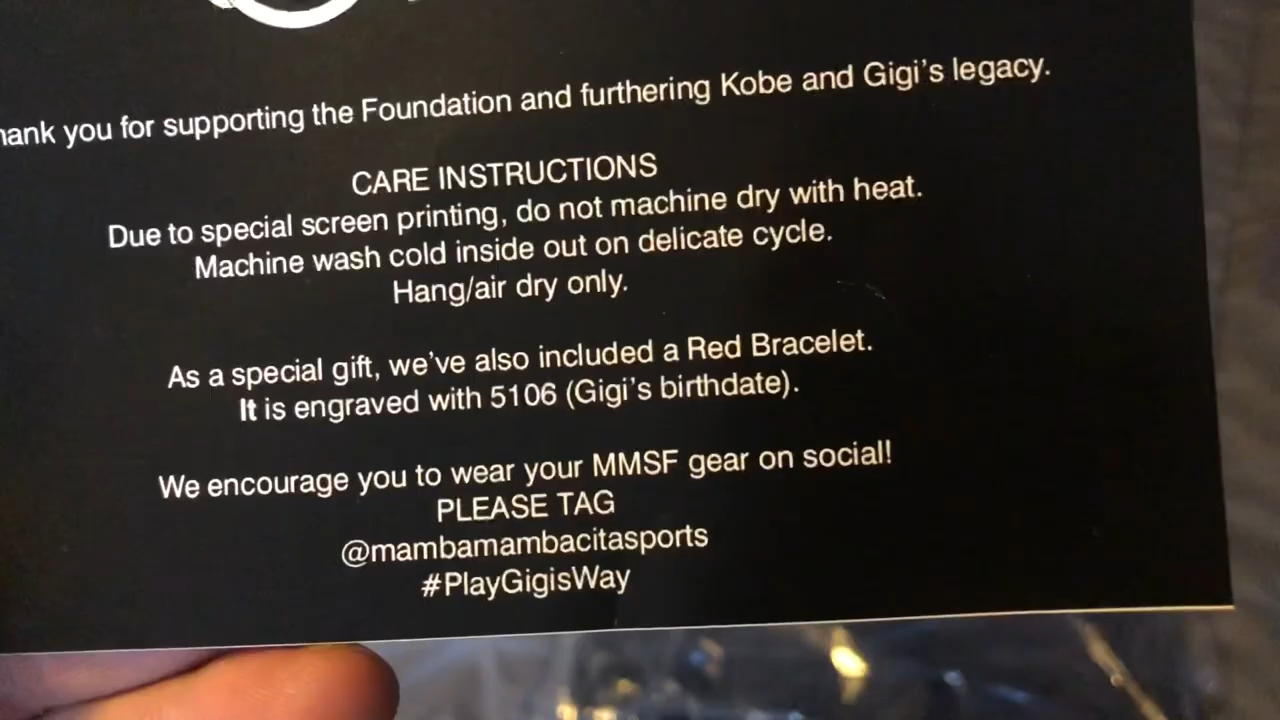 hank you for supporting the Foundation and furthering Kobe and Gigi's legacy.
CARE INSTRUCTIONS
Due to special screen printing, do not machine dry with heat.
Machine wash cold inside out on delicate cycle.
Hang/air dry only.
As a special gift, we've also included a Red Bracelet.
It is engraved with 5106 (Gigi's birthdate).
We encourage you to wear your MMSF gear on social!
PLEASE TAG
@mambamambacitasports
#PlayGigisWay